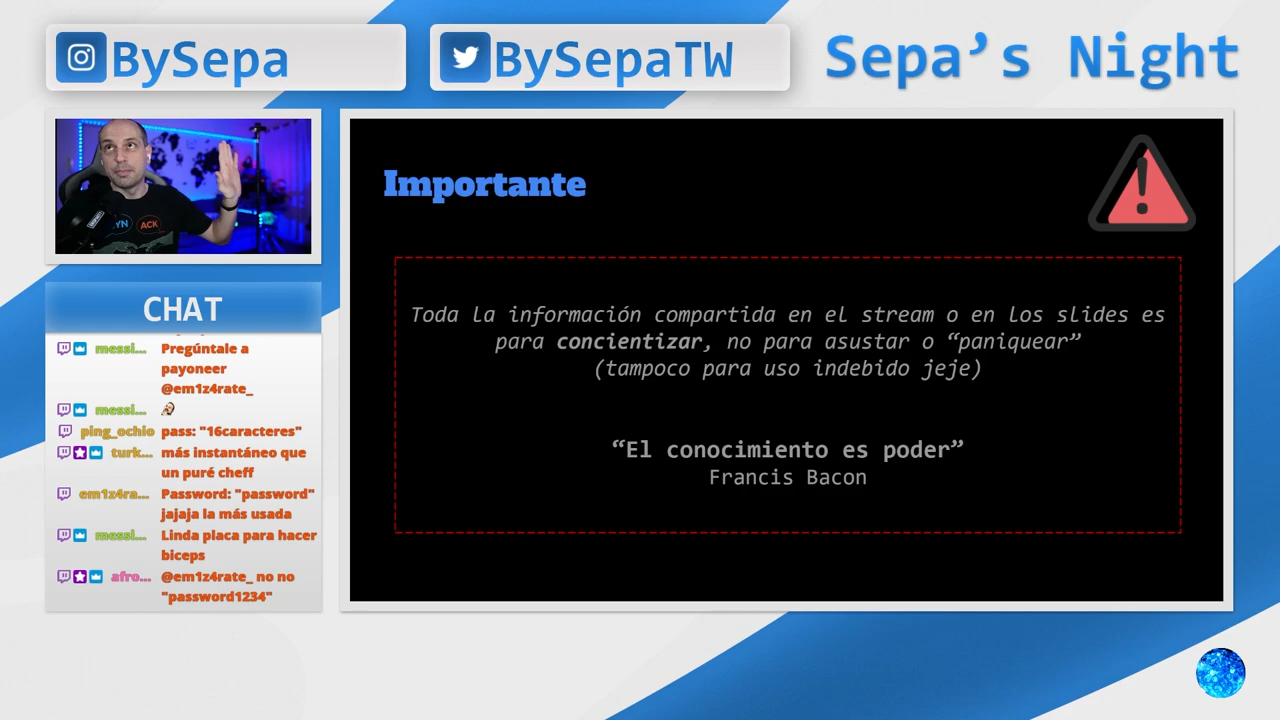 BySepa
BySepaTW
Sepa’s Night
YN ACK
Importante
Toda la información compartida en el stream o en los slides es
para concientizar, no para asustar o “paniquear”
(tampoco para uso indebido jeje)
“El conocimiento es poder”
Francis Bacon
CHAT
messi... Pregúntale a
payoneer
@em1z4rate_
messi...
ping_ochio pass: "16caracteres"
turk... más instantáneo que
un puré cheff
em1z4ra... Password: "password"
jajaja la más usada
messi... Linda placa para hacer
biceps
afro... @em1z4rate_ no no
"password1234"